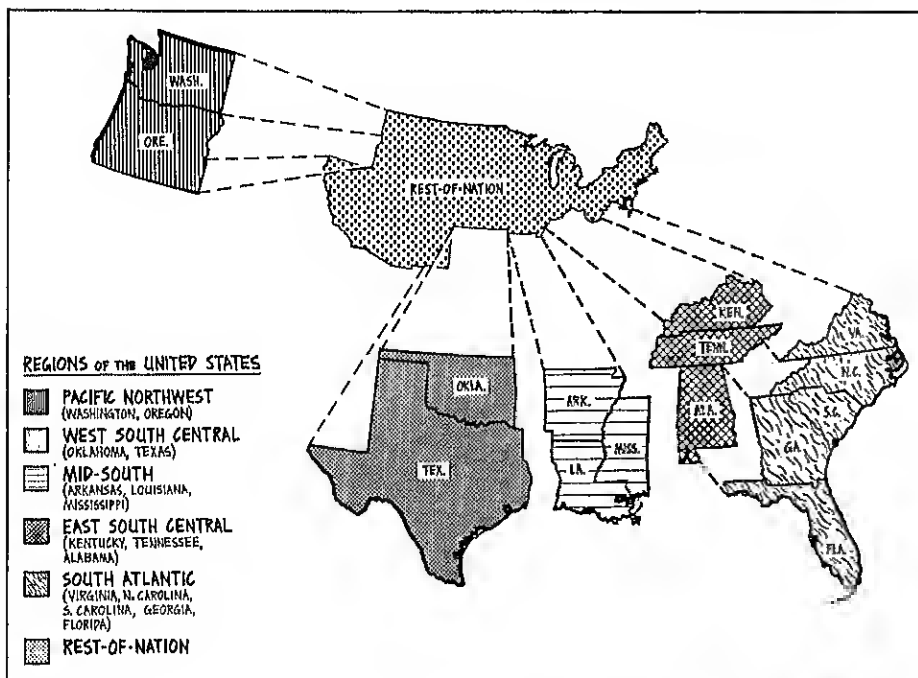 WASH.
ORE.
REST-OF-NATION
KEN.
TENN.
VA.
N.C.
S.C.
GA.
ALA.
FLA.
OKLA.
TEX.
ARK.
MISS.
LA.
REGIONS OF THE UNITED STATES
PACIFIC NORTHWEST
(WASHINGTON, OREGON)
WEST SOUTH CENTRAL
(OKLAHOMA, TEXAS)
MID-SOUTH
(ARKANSAS, LOUISIANA,
MISSISSIPPI)
EAST SOUTH CENTRAL
(KENTUCKY, TENNESSEE,
ALABAMA)
SOUTH ATLANTIC
(VIRGINIA, N. CAROLINA,
S. CAROLINA, GEORGIA,
FLORIDA)
REST-OF-NATION